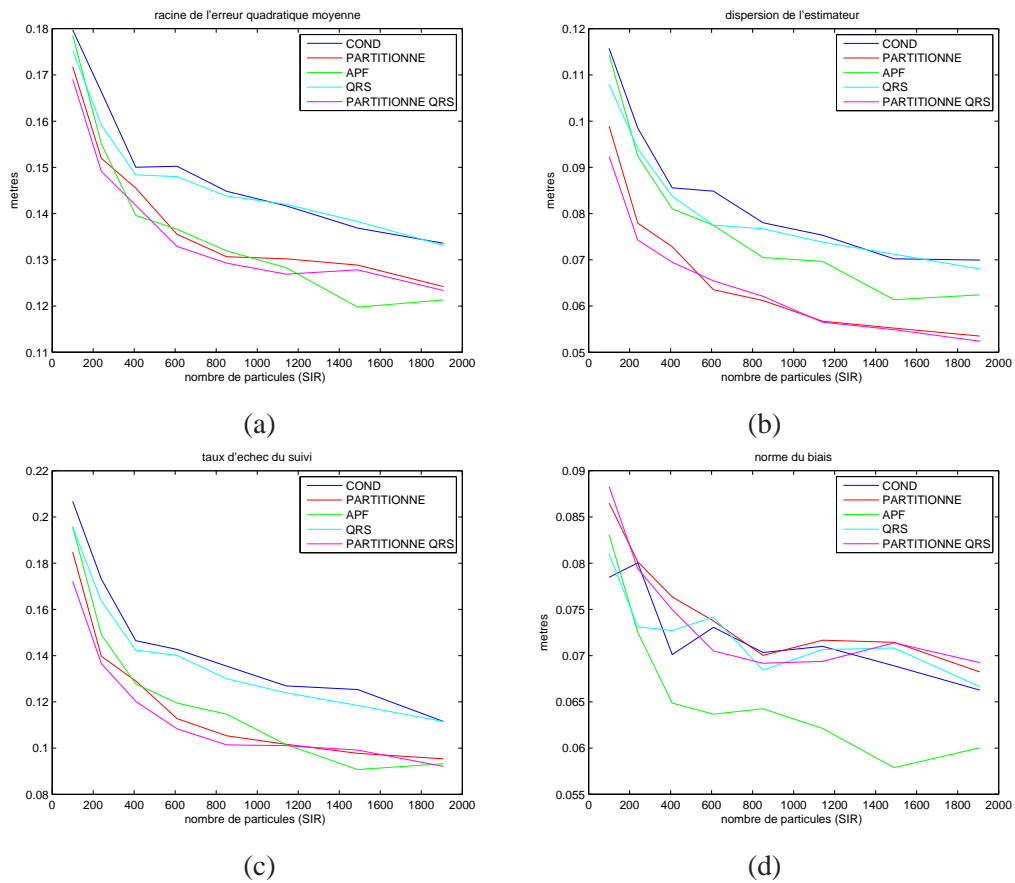 racine de l'erreur quadratique moyenne
0.18
0.17
0.16
0.15
0.14
0.13
0.12
0.11
metres
COND
PARTITIONNE
APF
QRS
PARTITIONNE QRS
0 200 400 600 800 1000 1200 1400 1600 1800 2000
nombre de particules (SIR)
(a)
dispersion de l'estimateur
0.12
0.11
0.1
0.09
0.08
0.07
0.06
0.05
metres
COND
PARTITIONNE
APF
QRS
PARTITIONNE QRS
0 200 400 600 800 1000 1200 1400 1600 1800 2000
nombre de particules (SIR)
(b)
taux d'echec du suivi
0.22
0.2
0.18
0.16
0.14
0.12
0.1
0.08
COND
PARTITIONNE
APF
QRS
PARTITIONNE QRS
0 200 400 600 800 1000 1200 1400 1600 1800 2000
nombre de particules (SIR)
(c)
norme du biais
0.09
0.085
0.08
0.075
0.07
0.065
0.06
0.055
metres
COND
PARTITIONNE
APF
QRS
PARTITIONNE QRS
0 200 400 600 800 1000 1200 1400 1600 1800 2000
nombre de particules (SIR)
(d)